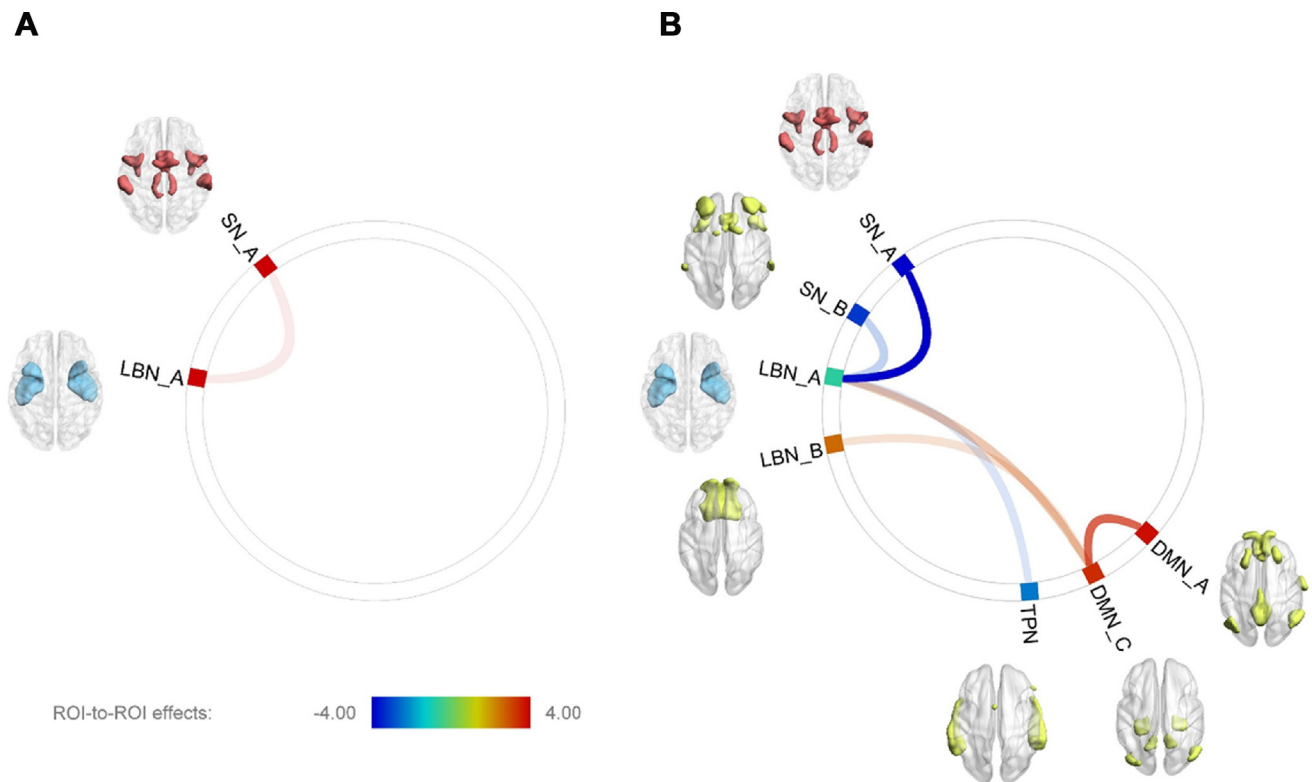 A
B
SN_A
LBN_A
SN_A
SN_B
LBN_A
LBN_B
DMN_A
DMN_C
TPN
ROI-to-ROI effects: -4.00 4.00